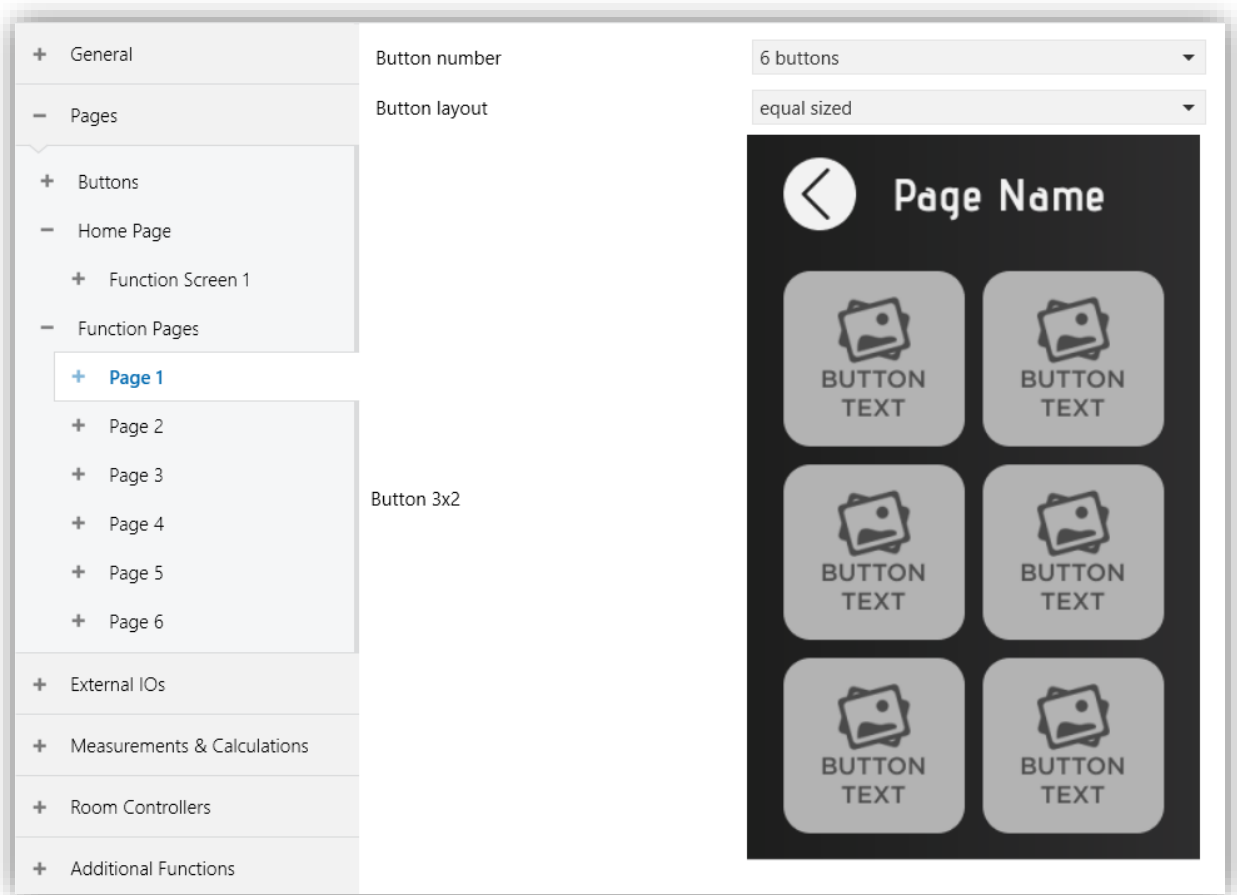 General
Pages
Buttons
Home Page
Function Screen 1
Function Pages
Page 1
Page 2
Page 3
Page 4
Page 5
Page 6
External IOs
Measurements & Calculations
Room Controllers
Additional Functions
Button number
6 buttons
Button layout
equal sized
Button 3x2
Page Name
BUTTON
TEXT
BUTTON
TEXT
BUTTON
TEXT
BUTTON
TEXT
BUTTON
TEXT
BUTTON
TEXT